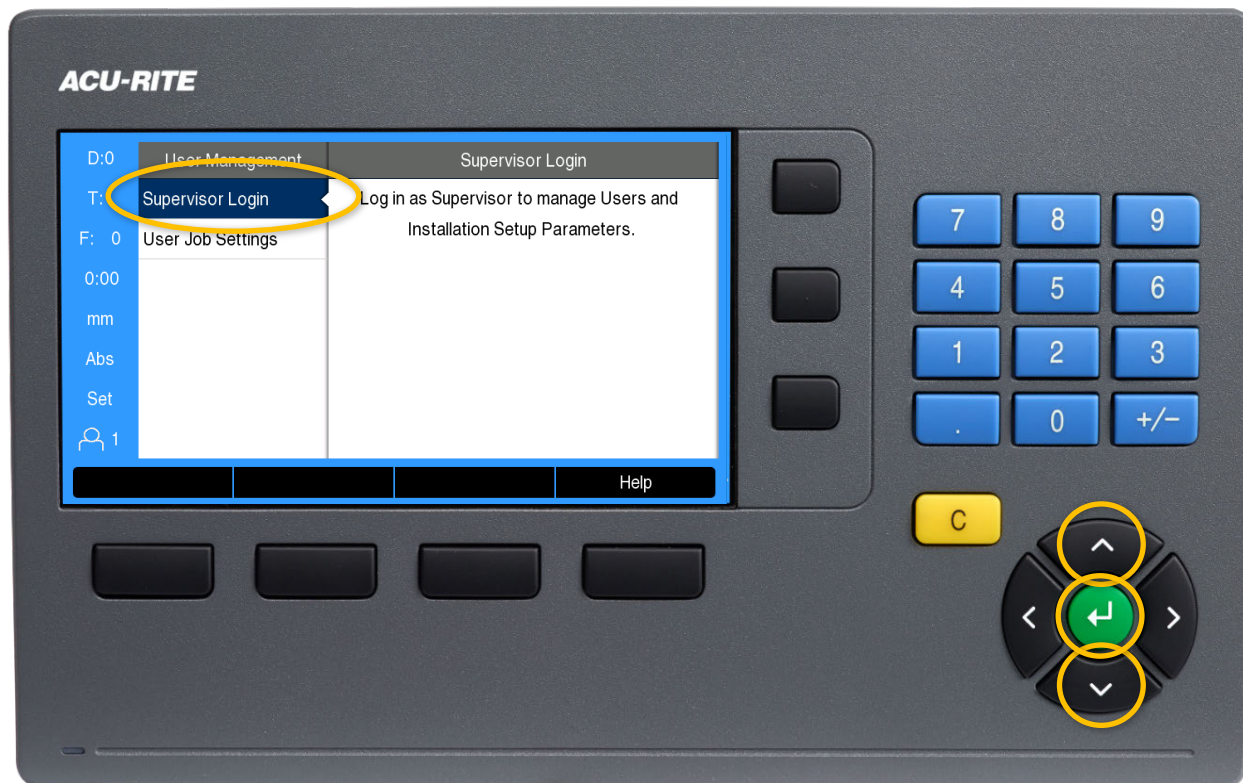 ACU-RITE
D:0
User Management
Supervisor Login
T:
Supervisor Login
Log in as Supervisor to manage Users and
F: 0
User Job Settings
Installation Setup Parameters.
0:00
mm
Abs
Set
1
Help
7 8 9
4 5 6
1 2 3
. 0 +/−
C